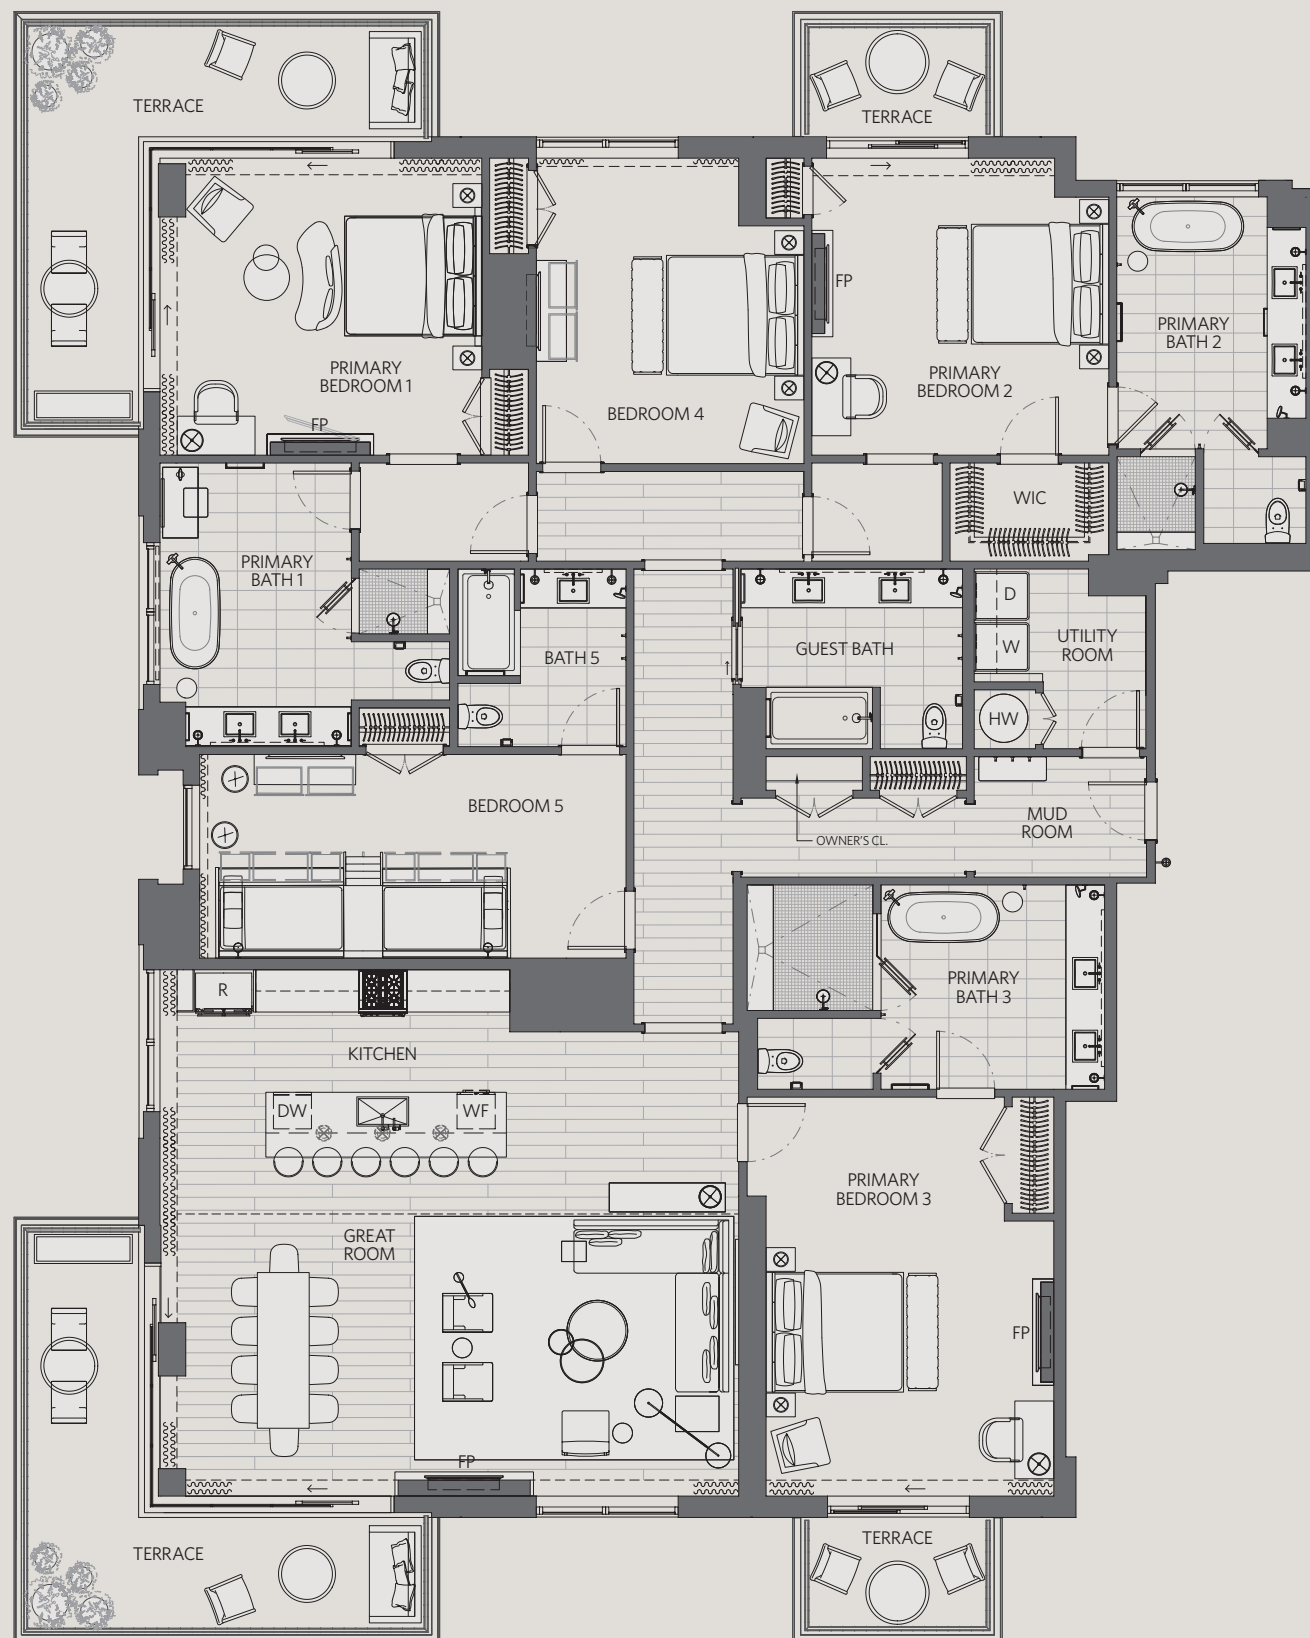 TERRACE
TERRACE
PRIMARY
BEDROOM 1
FP
BEDROOM 4
FP
PRIMARY
BEDROOM 2
PRIMARY
BATH 2
WIC
PRIMARY
BATH 1
BATH 5
GUEST BATH
D
W
UTILITY
ROOM
HW
BEDROOM 5
OWNER'S CL.
MUD
ROOM
R
KITCHEN
PRIMARY
BATH 3
DW
WF
PRIMARY
BEDROOM 3
GREAT
ROOM
FP
FP
TERRACE
TERRACE